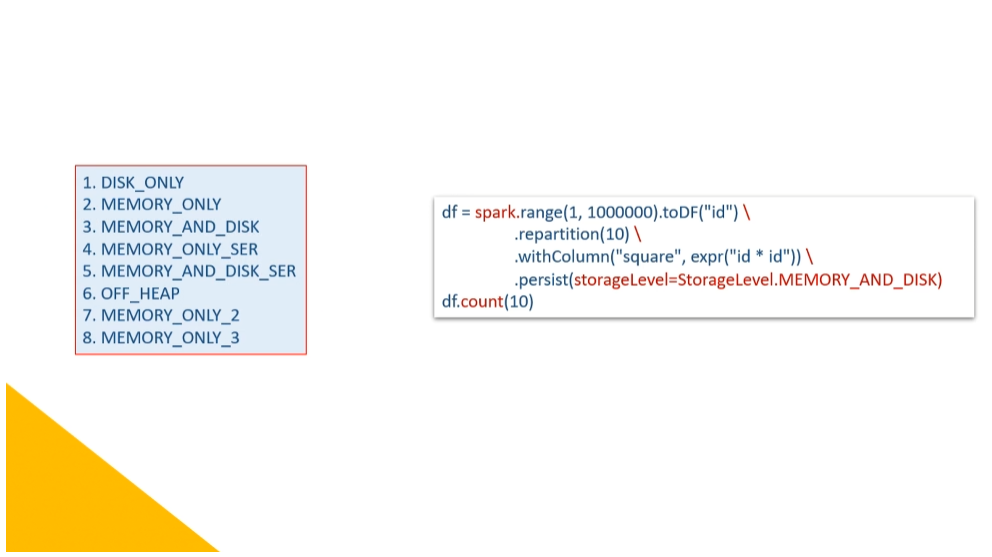 1. DISK_ONLY
2. MEMORY_ONLY
3. MEMORY_AND_DISK
4. MEMORY_ONLY_SER
5. MEMORY_AND_DISK_SER
6. OFF_HEAP
7. MEMORY_ONLY_2
8. MEMORY_ONLY_3
df = spark.range(1, 1000000).toDF("id") \
.repartition(10) \
.withColumn("square", expr("id * id")) \
.persist(storageLevel=StorageLevel.MEMORY_AND_DISK)
df.count(10)